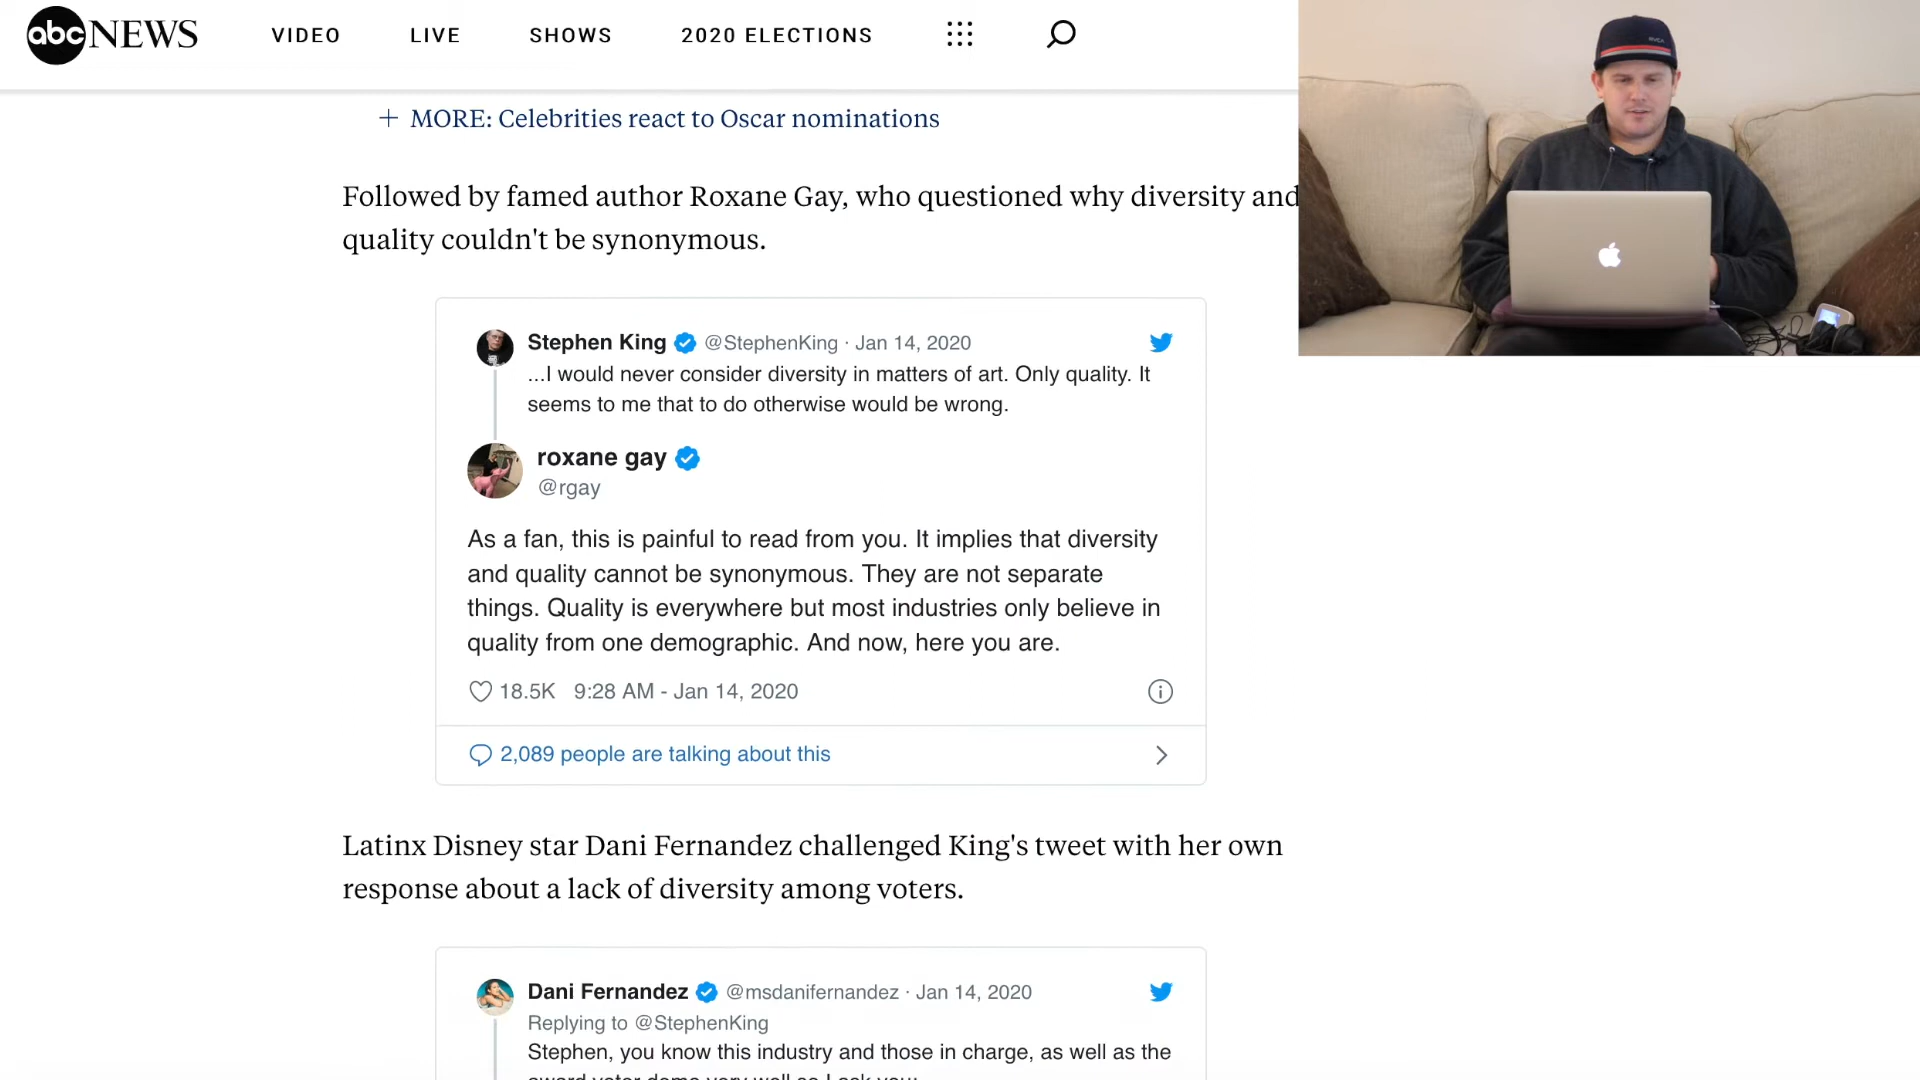 abc NEWS VIDEO LIVE SHOWS 2020 ELECTIONS
+ MORE: Celebrities react to Oscar nominations
Followed by famed author Roxane Gay, who questioned why diversity and
quality couldn't be synonymous.
Stephen King @StephenKing · Jan 14, 2020
...I would never consider diversity in matters of art. Only quality. It
seems to me that to do otherwise would be wrong.
roxane gay
@rgay
As a fan, this is painful to read from you. It implies that diversity
and quality cannot be synonymous. They are not separate
things. Quality is everywhere but most industries only believe in
quality from one demographic. And now, here you are.
18.5K 9:28 AM - Jan 14, 2020
2,089 people are talking about this
Latinx Disney star Dani Fernandez challenged King's tweet with her own
response about a lack of diversity among voters.
Dani Fernandez @msdanifernandez · Jan 14, 2020
Replying to @StephenKing
Stephen, you know this industry and those in charge, as well as the